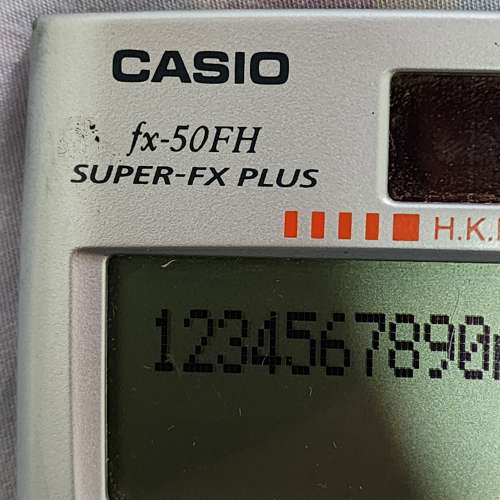 CASIO
fx-50FH
SUPER-FX PLUS
H.K.
1234567890